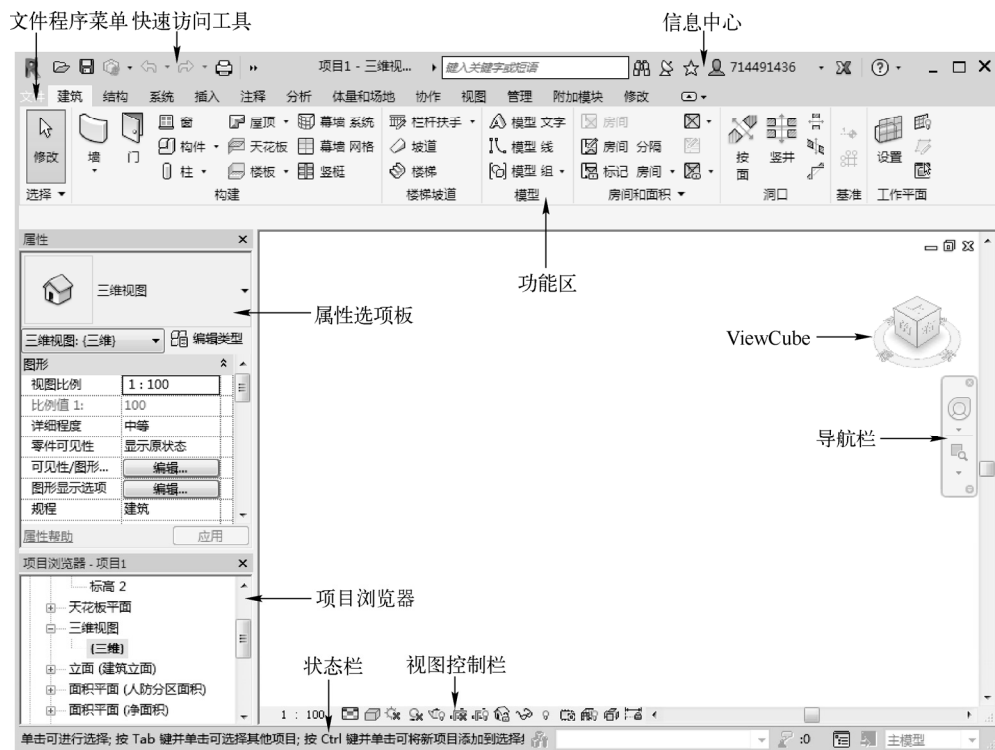 文件程序菜单 快速访问工具 信息中心
项目1 - 三维视... 键入关键字或短语 714491436
建筑 结构 系统 插入 注释 分析 体量和场地 协作 视图 管理 附加模块 修改
修改
选择
墙 门
窗 屋顶 幕墙 系统
构件 天花板 幕墙 网格
柱 楼板 竖梃
构建
栏杆扶手
坡道
楼梯
楼梯坡道
模型 文字
模型 线
模型 组
模型
房间
房间 分隔
标记 房间
房间和面积
按面 竖井
洞口
基准
设置
工作平面
功能区
属性
三维视图
属性选项板
三维视图: {三维} 编辑类型
图形
视图比例 1 : 100
比例值 1: 100
详细程度 中等
零件可见性 显示原状态
可见性/图形... 编辑...
图形显示选项 编辑...
规程 建筑
属性帮助 应用
ViewCube
导航栏
项目浏览器 - 项目1
标高 2
天花板平面
三维视图
{三维}
立面 (建筑立面)
面积平面 (人防分区面积)
面积平面 (净面积)
项目浏览器
状态栏 视图控制栏
1 : 100
单击可进行选择; 按 Tab 键并单击可选择其他项目; 按 Ctrl 键并单击可将新项目添加到选择 :0 主模型